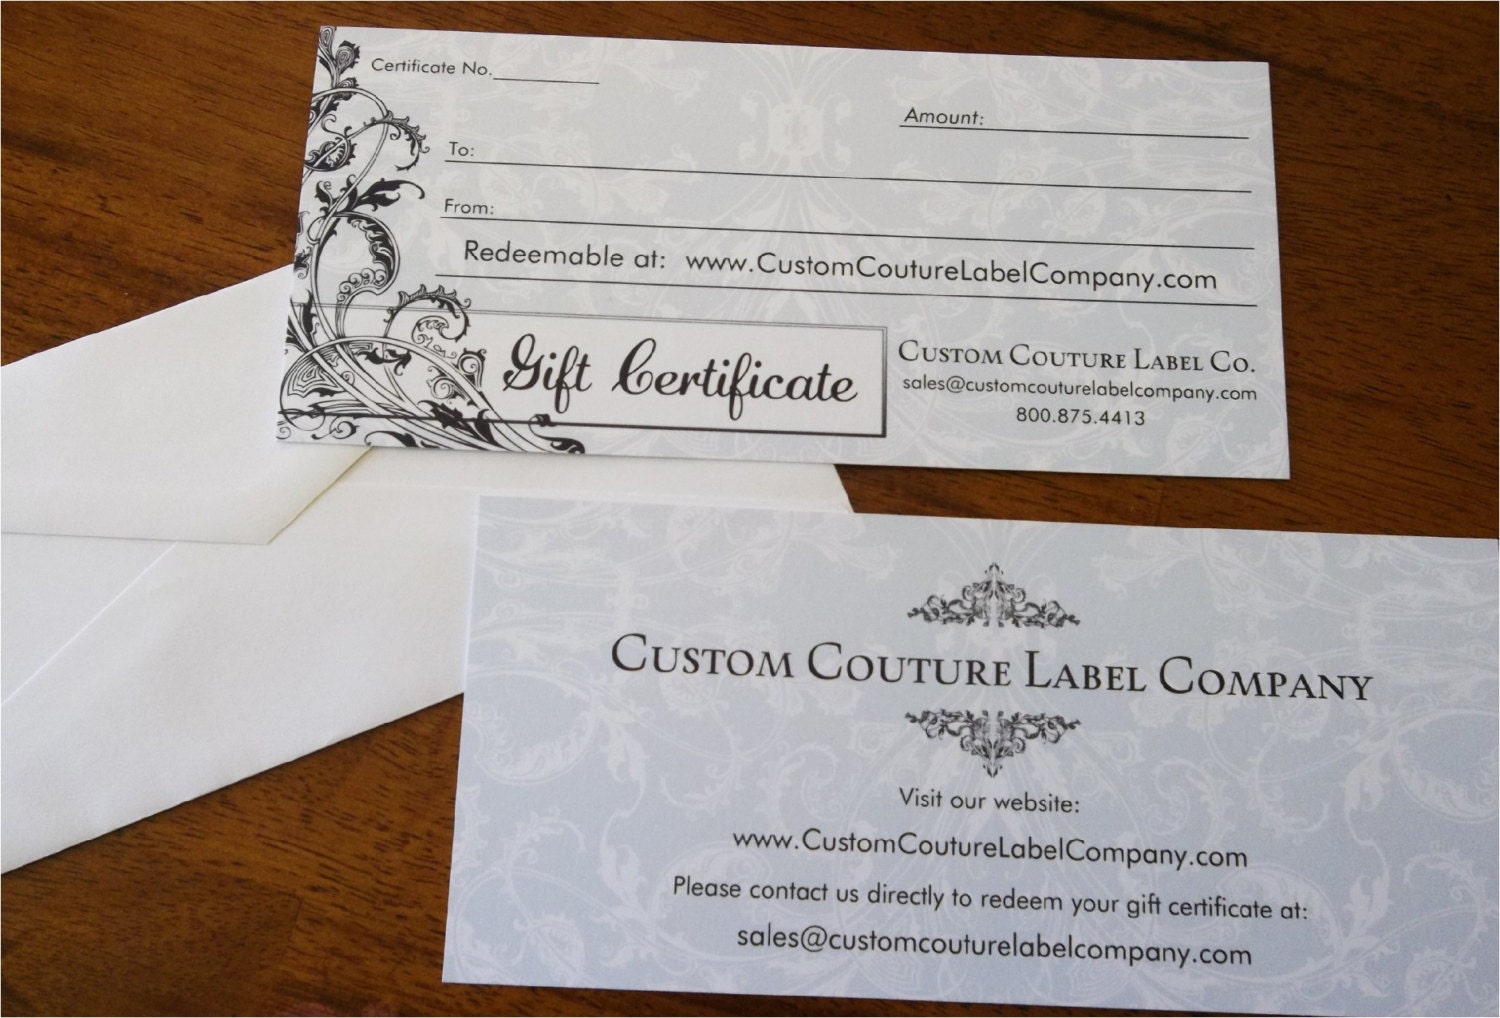 Certificate No.
Amount:
To:
From:
Redeemable at: www.CustomCoutureLabelCompany.com
Gift Certificate
Custom Couture Label Co.
sales@customcouturelabelcompany.com
800.875.4413
Custom Couture Label Company
Visit our website:
www.CustomCoutureLabelCompany.com
Please contact us directly to redeem your gift certificate at:
sales@customcouturelabelcompany.com